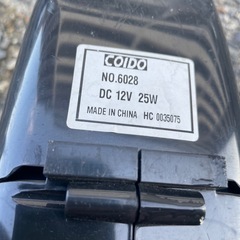 COIDO
NO.6028
DC 12V 25W
MADE IN CHINA HC 0035075